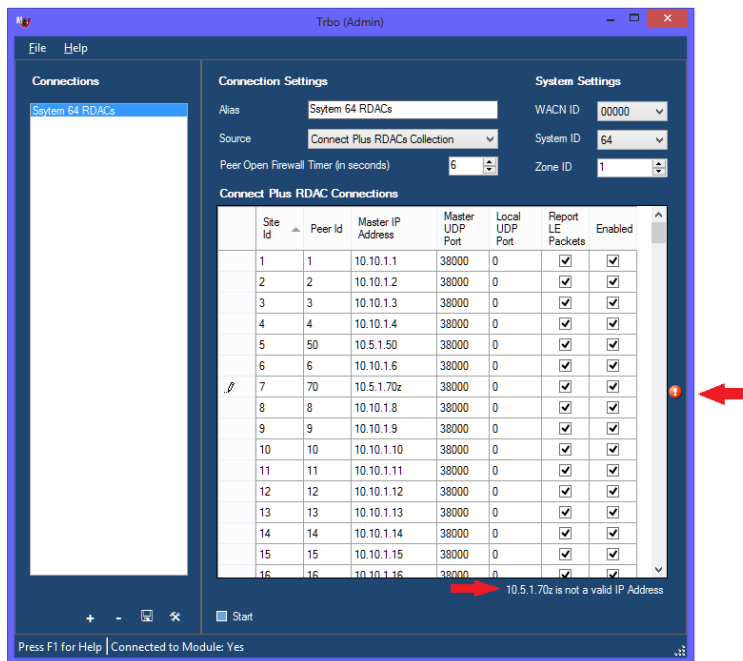 Trbo (Admin)
File Help
Connections
Ssytem 64 RDACs
Connection Settings
Alias Ssytem 64 RDACs
Source Connect Plus RDACs Collection
Peer Open Firewall Timer (in seconds) 6
System Settings
WACN ID 00000
System ID 64
Zone ID 1
Connect Plus RDAC Connections
Site Id Peer Id Master IP Address Master UDP Port Local UDP Port Report LE Packets Enabled
1 1 10.10.1.1 38000 0
2 2 10.10.1.2 38000 0
3 3 10.10.1.3 38000 0
4 4 10.10.1.4 38000 0
5 50 10.5.1.50 38000 0
6 6 10.10.1.6 38000 0
7 70 10.5.1.70z 38000 0
8 8 10.10.1.8 38000 0
9 9 10.10.1.9 38000 0
10 10 10.10.1.10 38000 0
11 11 10.10.1.11 38000 0
12 12 10.10.1.12 38000 0
13 13 10.10.1.13 38000 0
14 14 10.10.1.14 38000 0
15 15 10.10.1.15 38000 0
16 16 10.10.1.16 38000 0
10.5.1.70z is not a valid IP Address
+ -
Start
Press F1 for Help Connected to Module: Yes